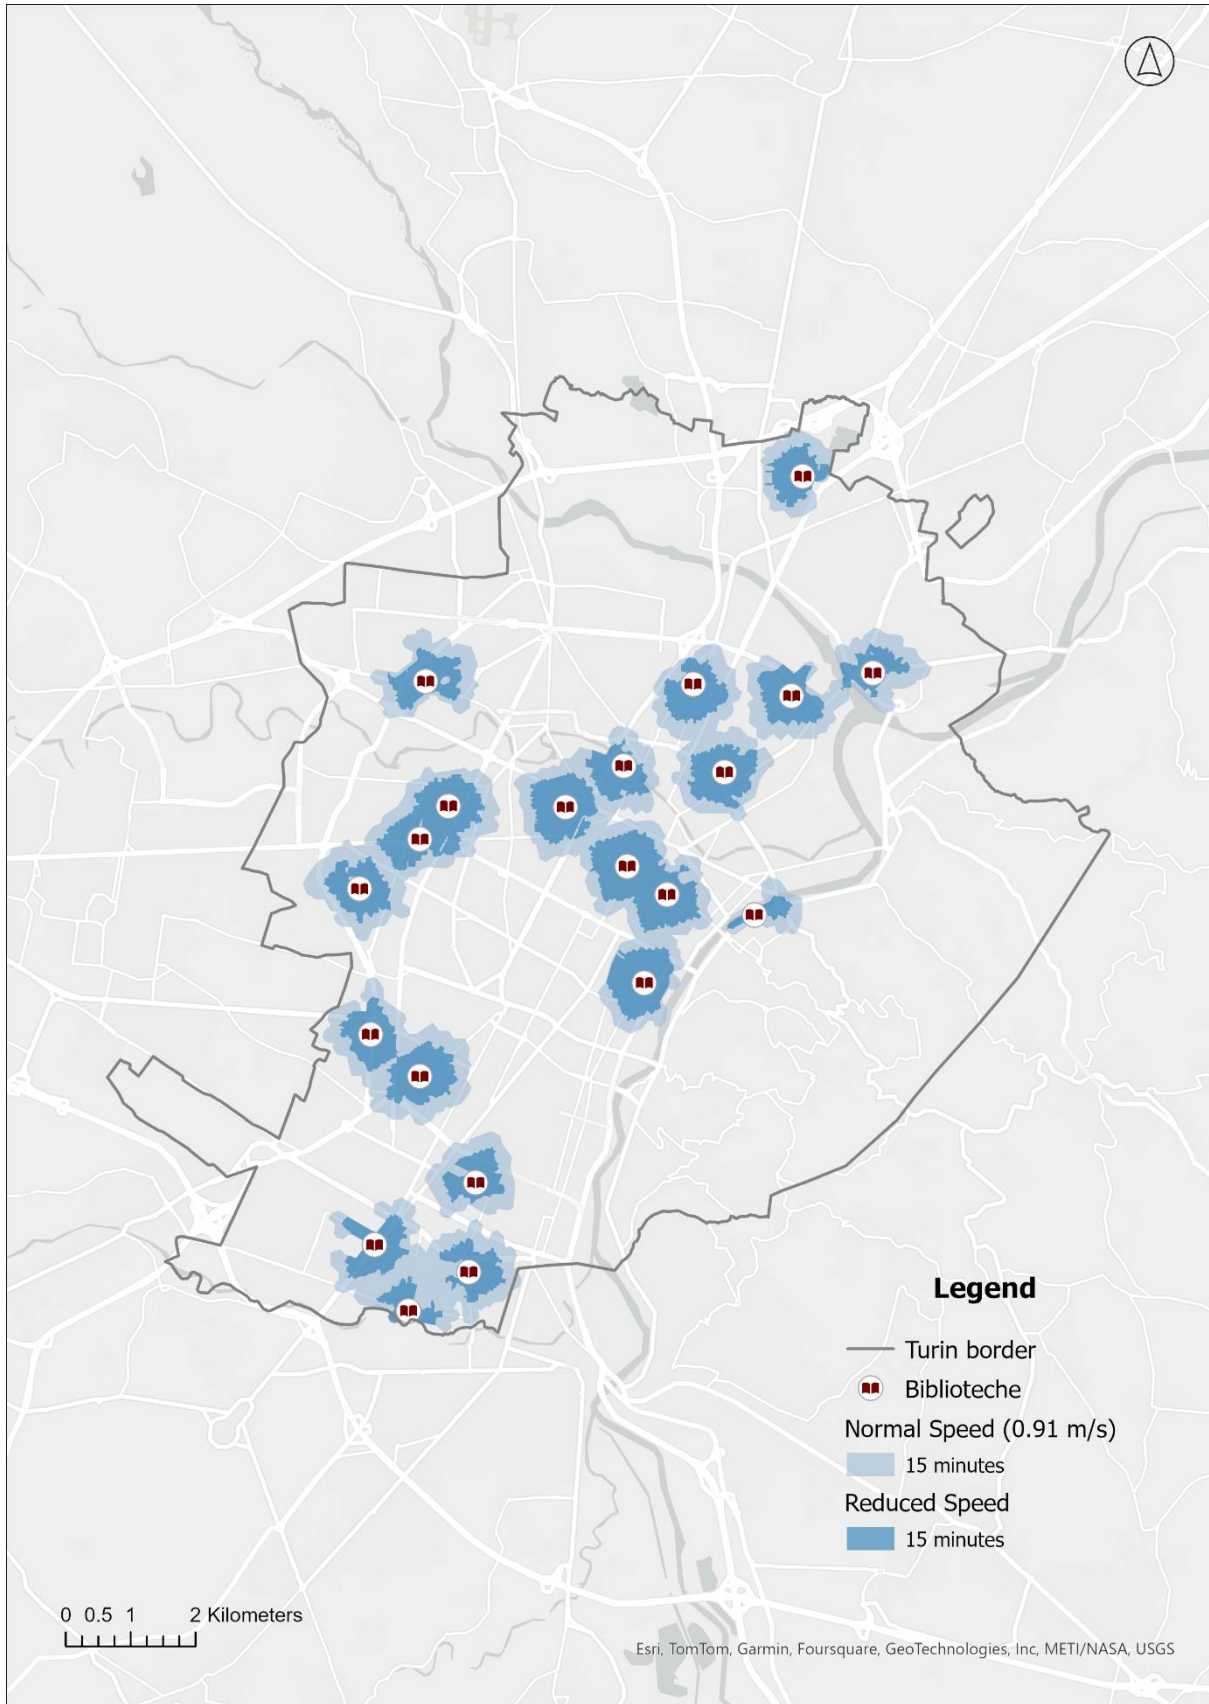 Legend
Turin border
Biblioteche
Normal Speed (0.91 m/s)
15 minutes
Reduced Speed
15 minutes
0 0.5 1 2 Kilometers
Esri, TomTom, Garmin, Foursquare, GeoTechnologies, Inc, METI/NASA, USGS